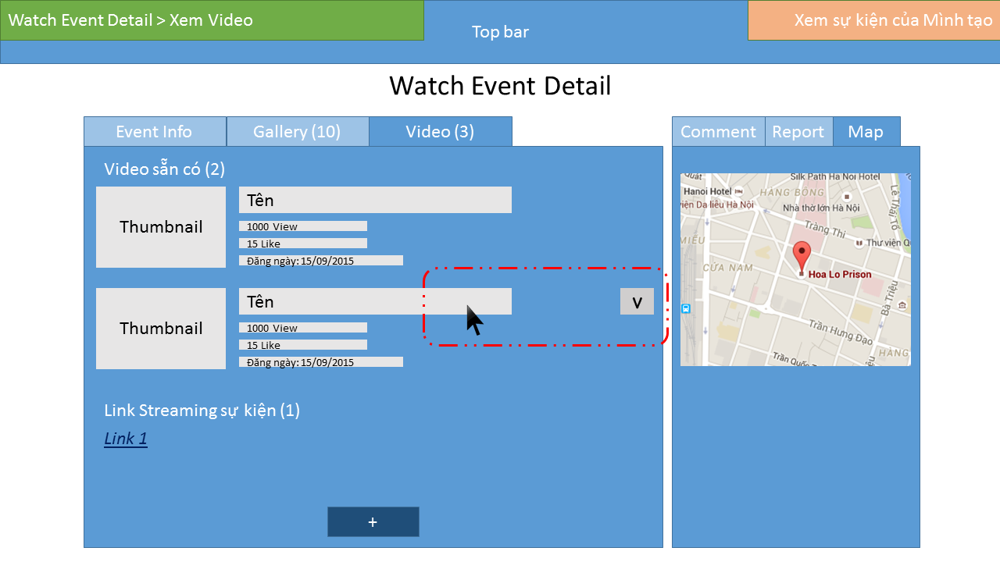 Watch Event Detail > Xem Video
Top bar
Xem sự kiện của Mình tạo
Watch Event Detail
Event Info
Gallery (10)
Video (3)
Comment
Report
Map
Video sẵn có (2)
Thumbnail
Tên
1000 View
15 Like
Đăng ngày: 15/09/2015
Thumbnail
Tên
1000 View
15 Like
Đăng ngày: 15/09/2015
V
Link Streaming sự kiện (1)
Link 1
+
Quất
Silk Path Ha Noi Hotel
Hanoi Hotel
HÀNG BÔNG
Lê Thái Tổ
viện Da liễu Hà Nội
Nhà thờ lớn Hà Nội
Tràng Thi
MIẾU
Thư viện Q
CỬA NAM
Hoa Lo Prison
Bà Triệu
Trần Hưng Đạo
Trần Quốc T
HÀNG